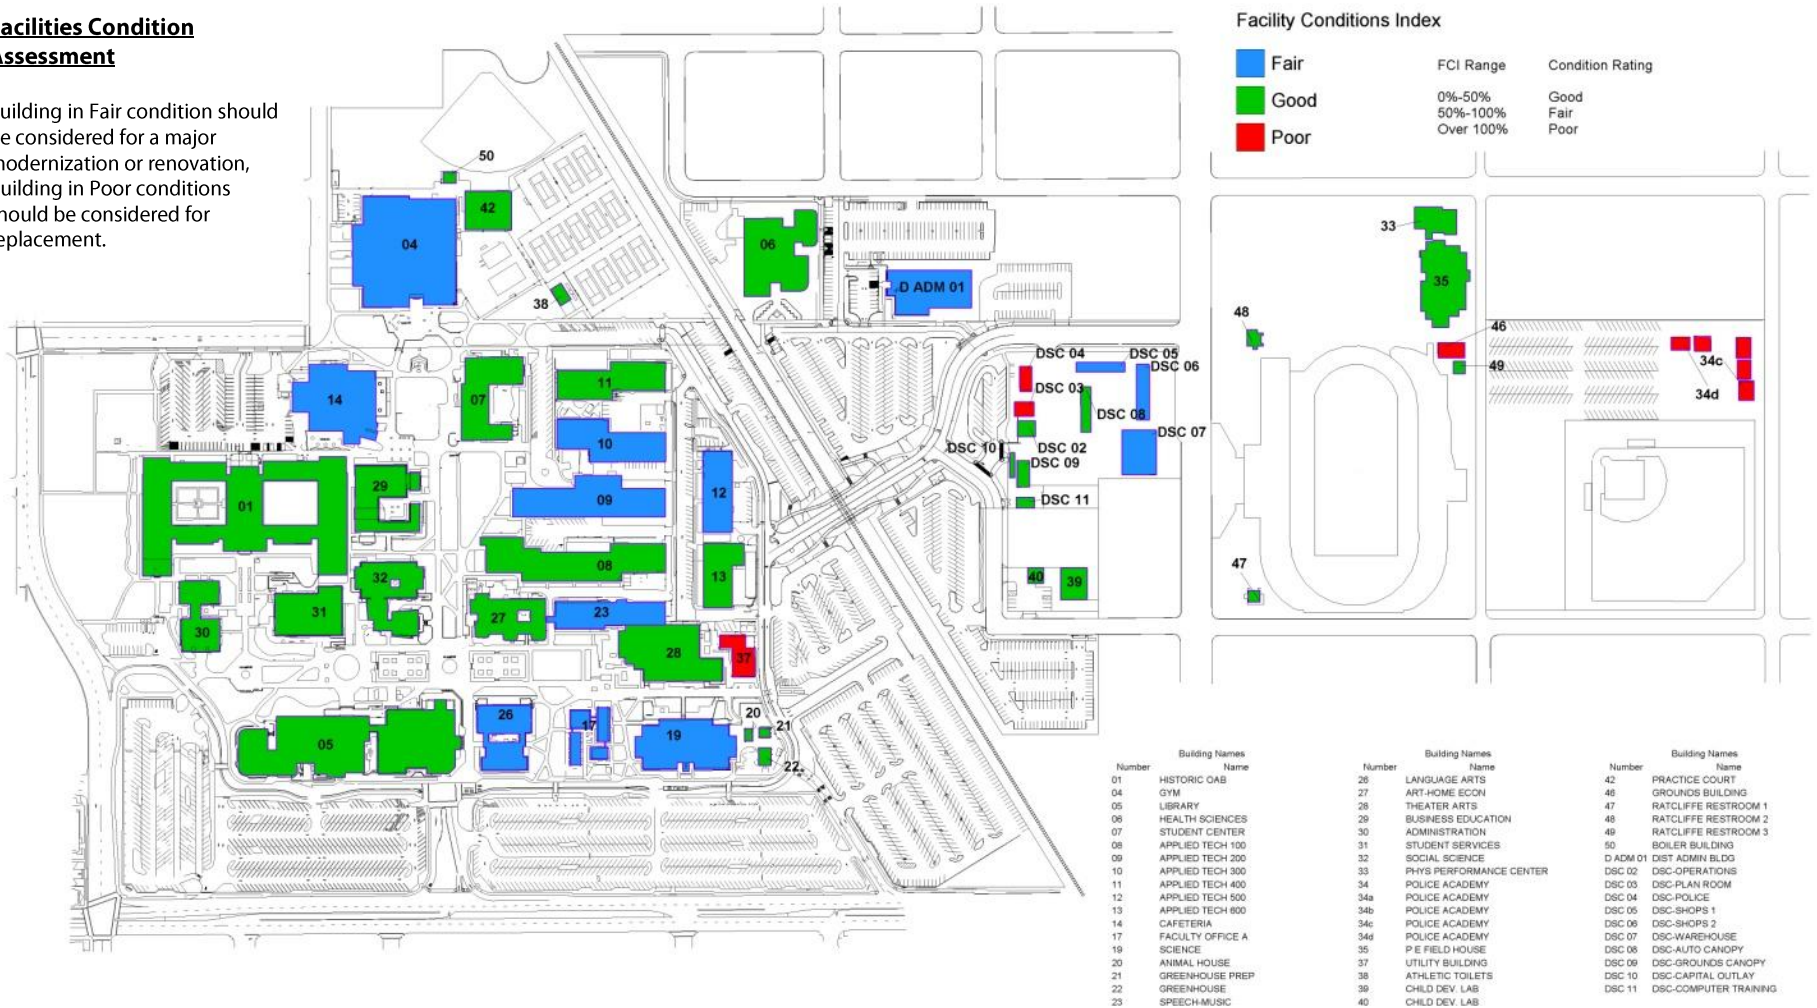 acilities Condition
Assessment
uilding in Fair condition should
e considered for a major
modernization or renovation,
uilding in Poor conditions
hould be considered for
eplacement.
Facility Conditions Index
Fair
Good
Poor
FCI Range Condition Rating
0%-50% Good
50%-100% Fair
Over 100% Poor
50
42
04
38
06
D ADM 01
33
35
48
46
49
34c
34d
47
DSC 04
DSC 05
DSC 06
DSC 03
DSC 08
DSC 07
DSC 10
DSC 02
DSC 09
DSC 11
40
39
14
07
11
10
09
12
01
29
08
13
32
31
30
27
23
28
37
05
26
17
19
20
21
22
Building Names
Number Name
01 HISTORIC OAB
04 GYM
05 LIBRARY
06 HEALTH SCIENCES
07 STUDENT CENTER
08 APPLIED TECH 100
09 APPLIED TECH 200
10 APPLIED TECH 300
11 APPLIED TECH 400
12 APPLIED TECH 500
13 APPLIED TECH 600
14 CAFETERIA
17 FACULTY OFFICE A
19 SCIENCE
20 ANIMAL HOUSE
21 GREENHOUSE PREP
22 GREENHOUSE
23 SPEECH-MUSIC
Building Names
Number Name
26 LANGUAGE ARTS
27 ART-HOME ECON
28 THEATER ARTS
29 BUSINESS EDUCATION
30 ADMINISTRATION
31 STUDENT SERVICES
32 SOCIAL SCIENCE
33 PHYS PERFORMANCE CENTER
34 POLICE ACADEMY
34a POLICE ACADEMY
34b POLICE ACADEMY
34c POLICE ACADEMY
34d POLICE ACADEMY
35 P E FIELD HOUSE
37 UTILITY BUILDING
38 ATHLETIC TOILETS
39 CHILD DEV. LAB
40 CHILD DEV. LAB
Building Names
Number Name
42 PRACTICE COURT
46 GROUNDS BUILDING
47 RATCLIFFE RESTROOM 1
48 RATCLIFFE RESTROOM 2
49 RATCLIFFE RESTROOM 3
50 BOILER BUILDING
D ADM 01 DIST ADMIN BLDG
DSC 02 DSC-OPERATIONS
DSC 03 DSC-PLAN ROOM
DSC 04 DSC-POLICE
DSC 05 DSC-SHOPS 1
DSC 06 DSC-SHOPS 2
DSC 07 DSC-WAREHOUSE
DSC 08 DSC-AUTO CANOPY
DSC 09 DSC-GROUNDS CANOPY
DSC 10 DSC-CAPITAL OUTLAY
DSC 11 DSC-COMPUTER TRAINING